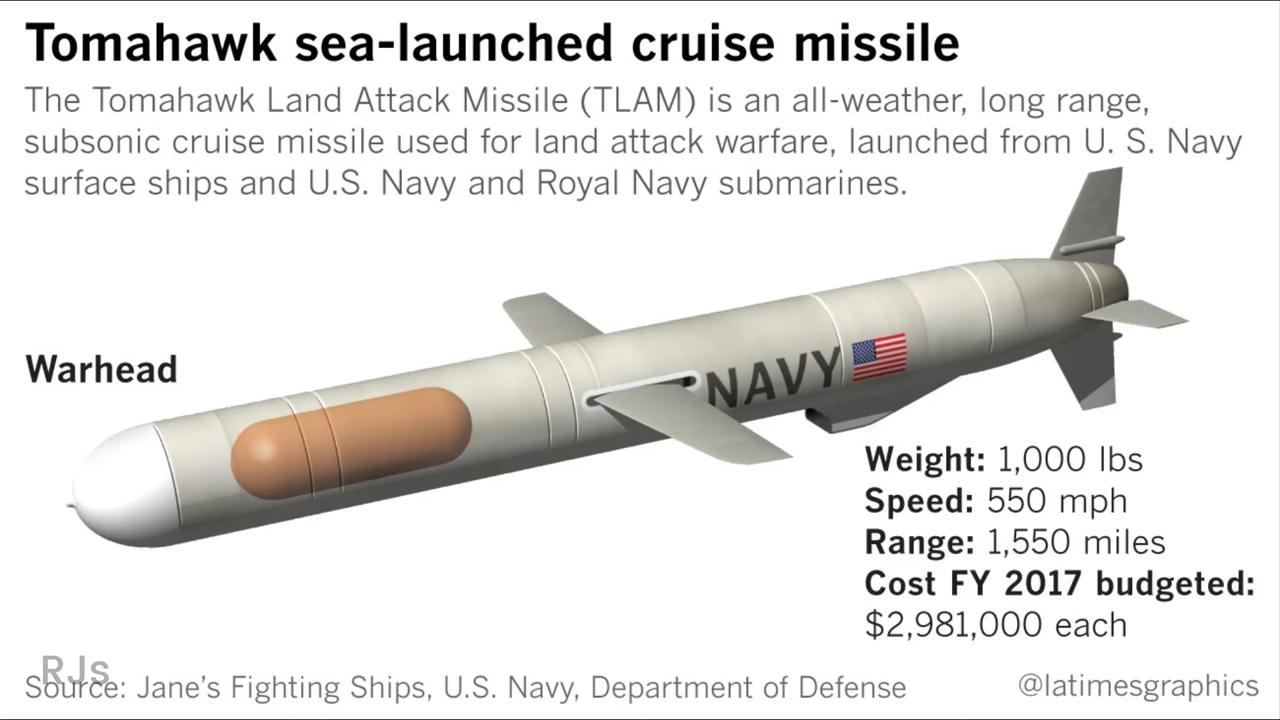 Tomahawk sea-launched cruise missile
The Tomahawk Land Attack Missile (TLAM) is an all-weather, long range,
subsonic cruise missile used for land attack warfare, launched from U. S. Navy
surface ships and U.S. Navy and Royal Navy submarines.
Warhead
NAVY
Weight: 1,000 lbs
Speed: 550 mph
Range: 1,550 miles
Cost FY 2017 budgeted:
$2,981,000 each
RJs
Source: Jane’s Fighting Ships, U.S. Navy, Department of Defense
@latimesgraphics